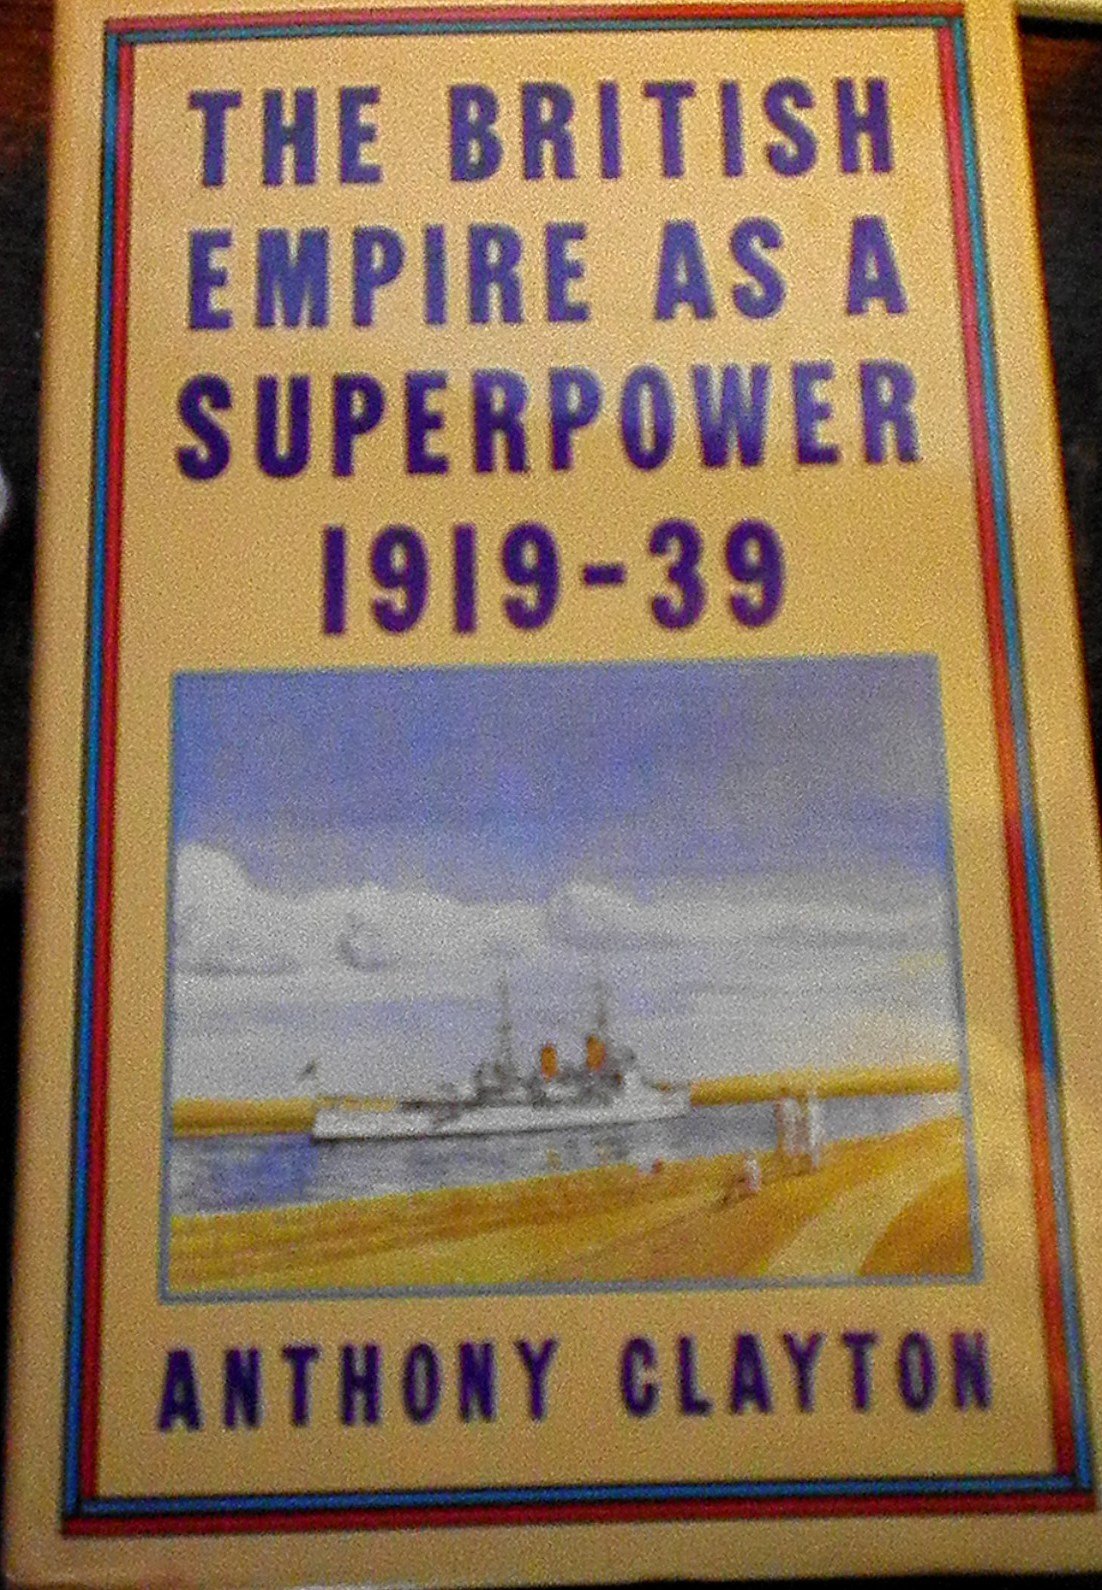 THE BRITISH
EMPIRE AS A
SUPERPOWER
1919-39
ANTHONY CLAYTON